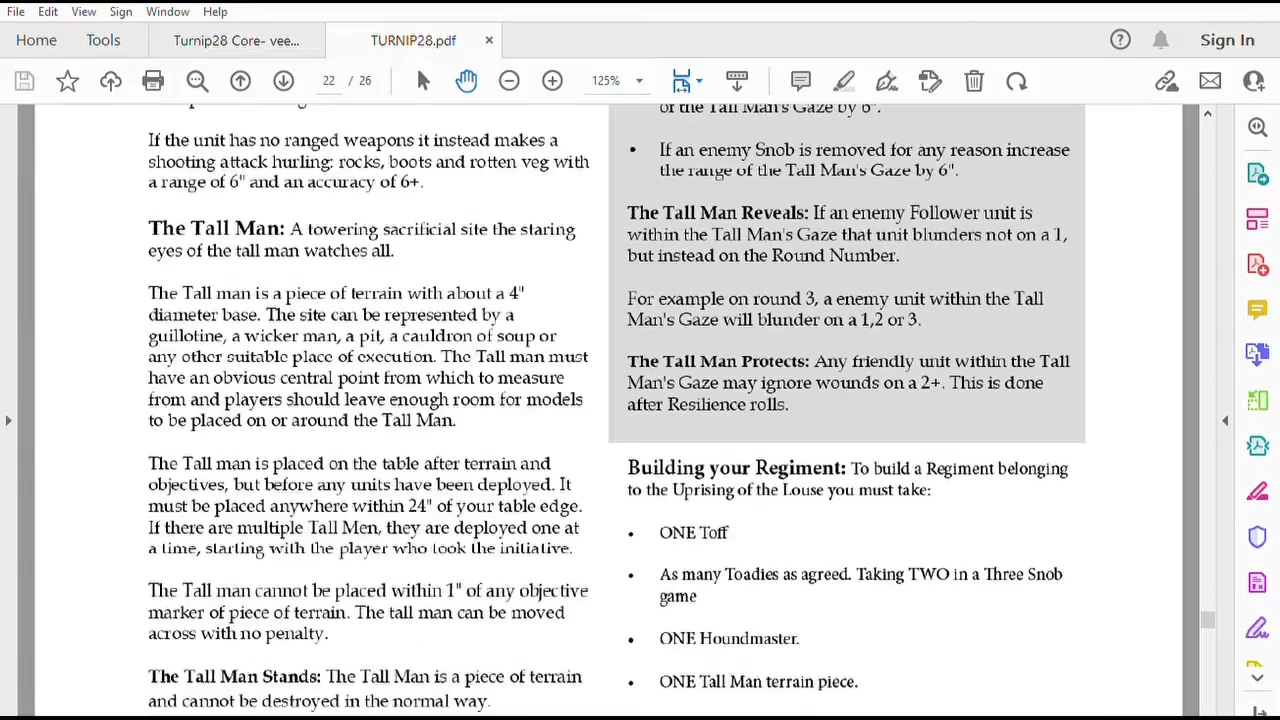 File Edit View Sign Window Help
Home Tools Turnip28 Core- vee... TURNIP28.pdf × Sign In
22 / 26 125%
If the unit has no ranged weapons it instead makes a
shooting attack hurling: rocks, boots and rotten veg with
a range of 6" and an accuracy of 6+.
The Tall Man: A towering sacrificial site the staring
eyes of the tall man watches all.
The Tall man is a piece of terrain with about a 4"
diameter base. The site can be represented by a
guillotine, a wicker man, a pit, a cauldron of soup or
any other suitable place of execution. The Tall man must
have an obvious central point from which to measure
from and players should leave enough room for models
to be placed on or around the Tall Man.
The Tall man is placed on the table after terrain and
objectives, but before any units have been deployed. It
must be placed anywhere within 24" of your table edge.
If there are multiple Tall Men, they are deployed one at
a time, starting with the player who took the initiative.
The Tall man cannot be placed within 1" of any objective
marker of piece of terrain. The tall man can be moved
across with no penalty.
The Tall Man Stands: The Tall Man is a piece of terrain
and cannot be destroyed in the normal way.
of the Tall Man's Gaze by 6".
• If an enemy Snob is removed for any reason increase
the range of the Tall Man's Gaze by 6".
The Tall Man Reveals: If an enemy Follower unit is
within the Tall Man's Gaze that unit blunders not on a 1,
but instead on the Round Number.
For example on round 3, a enemy unit within the Tall
Man's Gaze will blunder on a 1,2 or 3.
The Tall Man Protects: Any friendly unit within the Tall
Man's Gaze may ignore wounds on a 2+. This is done
after Resilience rolls.
Building your Regiment: To build a Regiment belonging
to the Uprising of the Louse you must take:
• ONE Toff
• As many Toadies as agreed. Taking TWO in a Three Snob
game
• ONE Houndmaster.
• ONE Tall Man terrain piece.